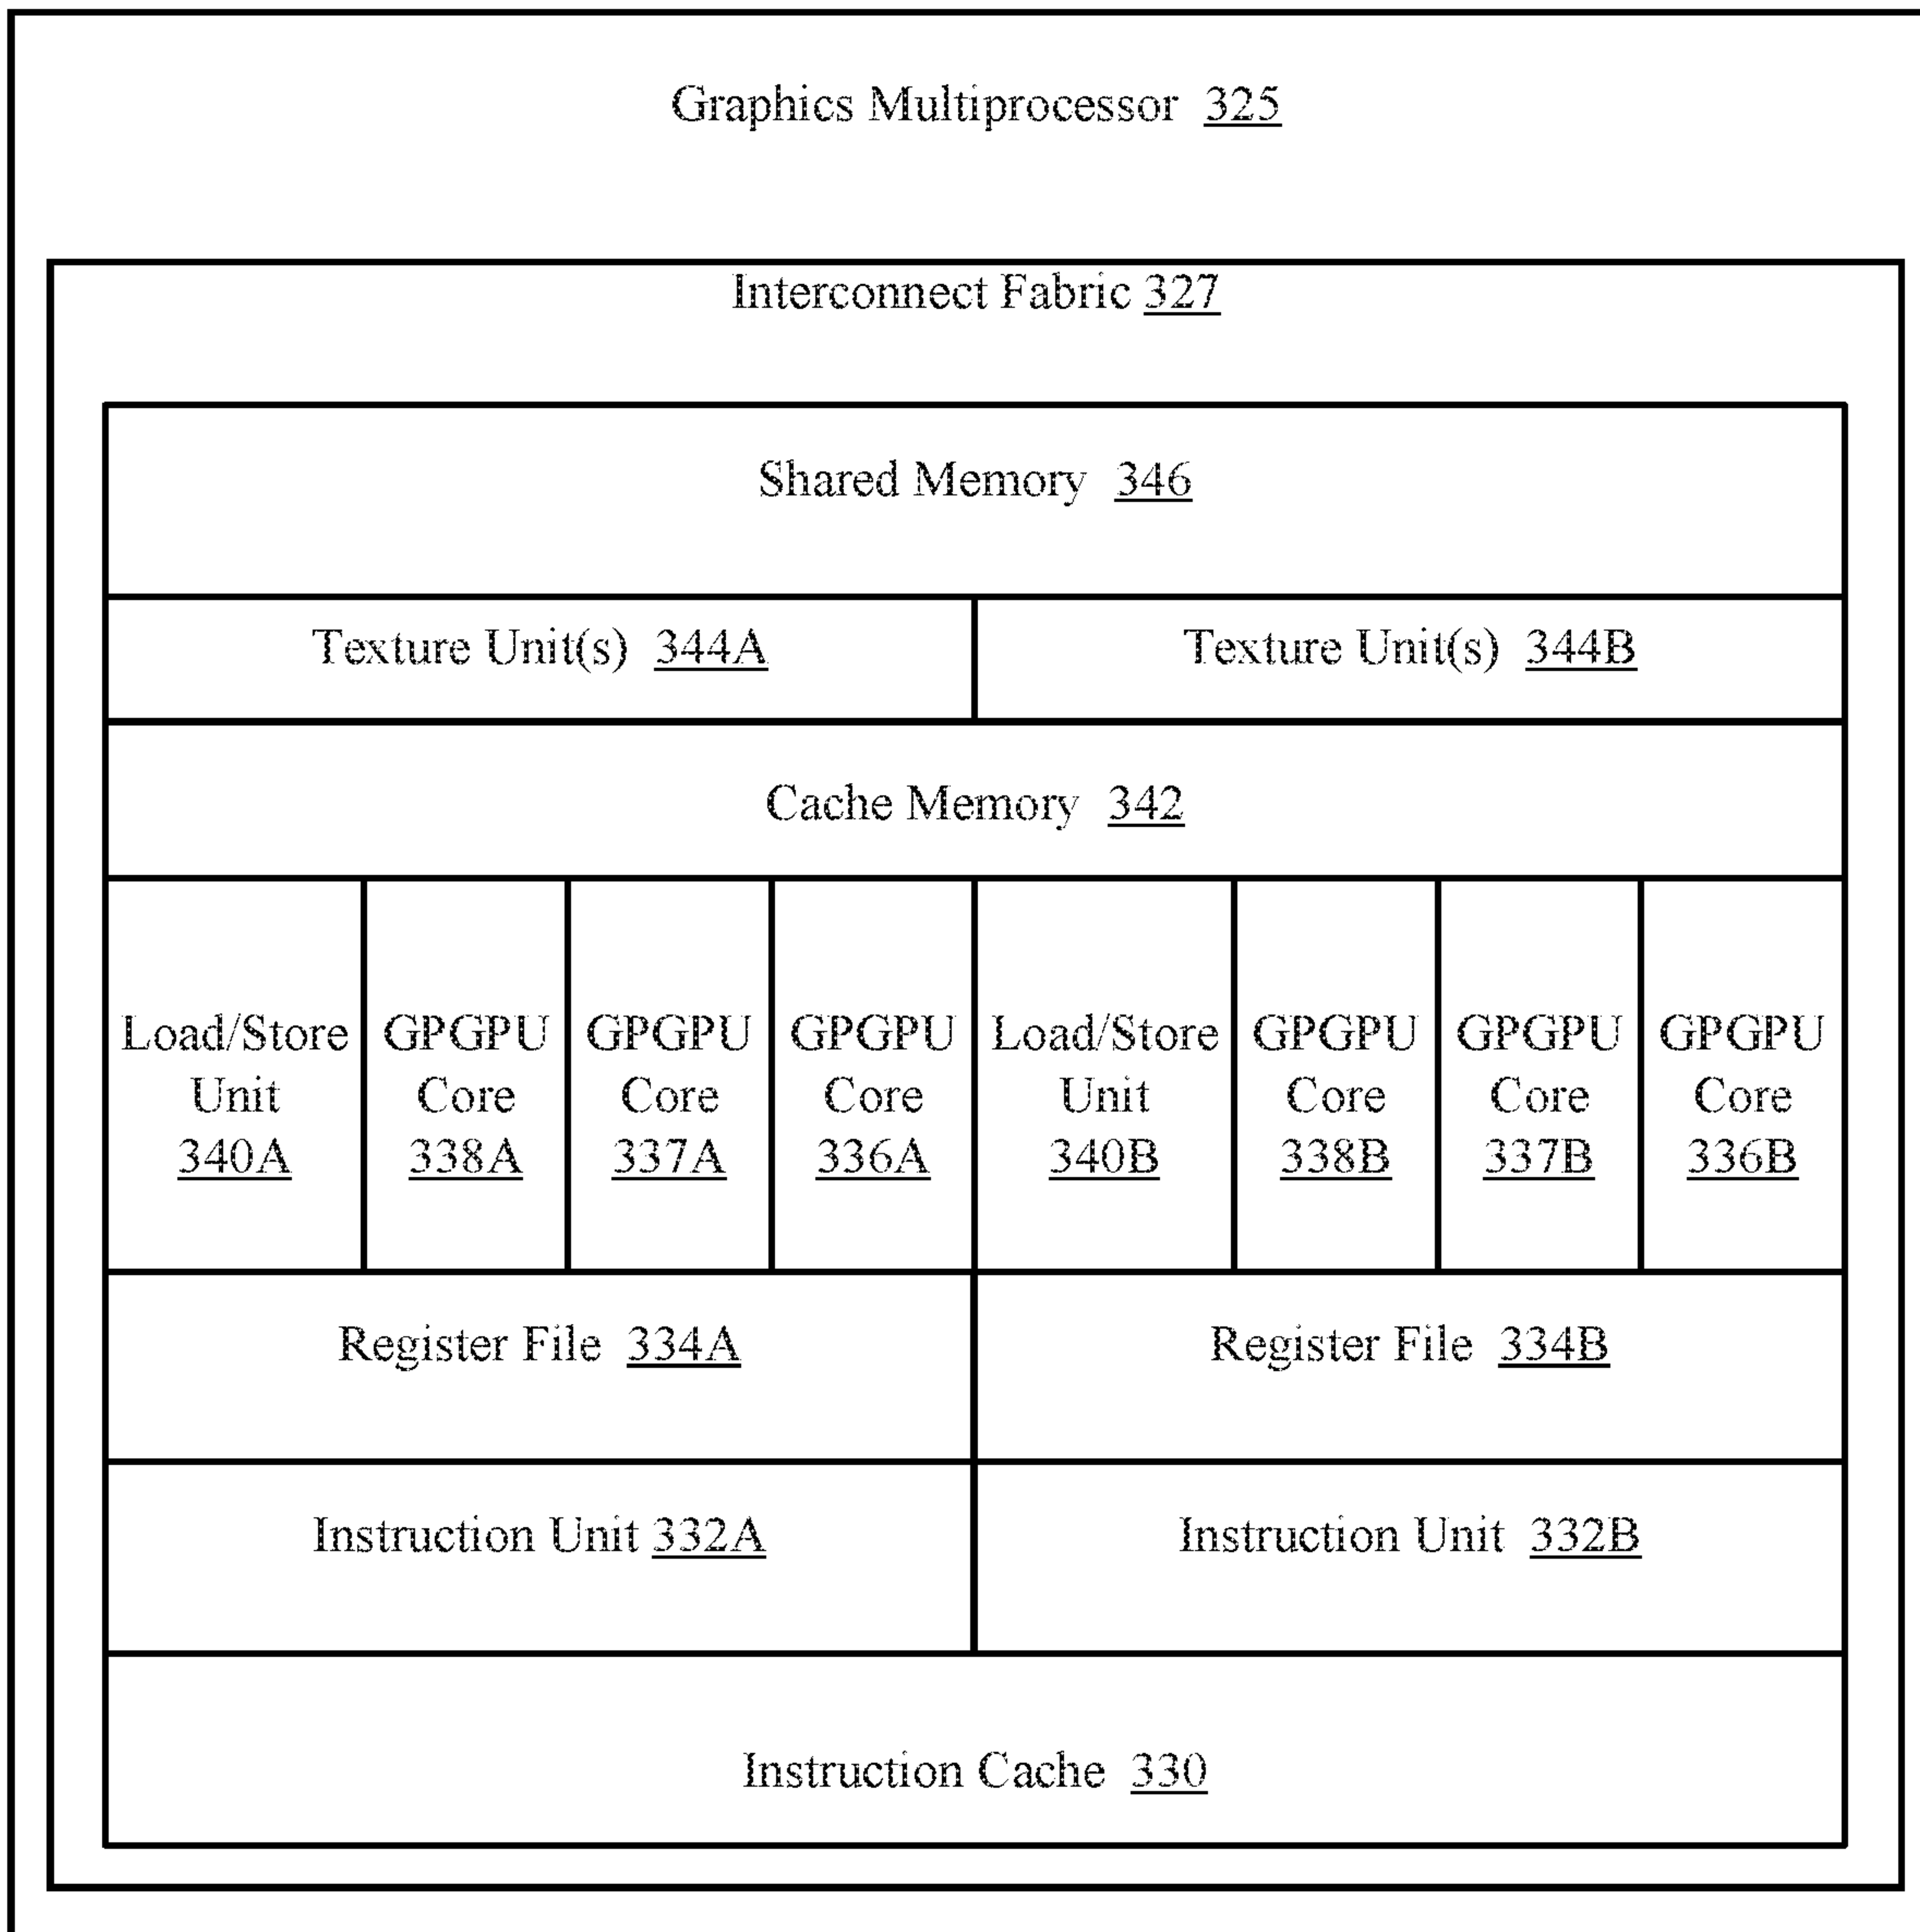 Graphics Multiprocessor 325
Interconnect Fabric 327
Shared Memory 346
Texture Unit(s) 344A
Texture Unit(s) 344B
Cache Memory 342
Load/Store
Unit
340A
GPGPU
Core
338A
GPGPU
Core
337A
GPGPU
Core
336A
Load/Store
Unit
340B
GPGPU
Core
338B
GPGPU
Core
337B
GPGPU
Core
336B
Register File 334A
Register File 334B
Instruction Unit 332A
Instruction Unit 332B
Instruction Cache 330